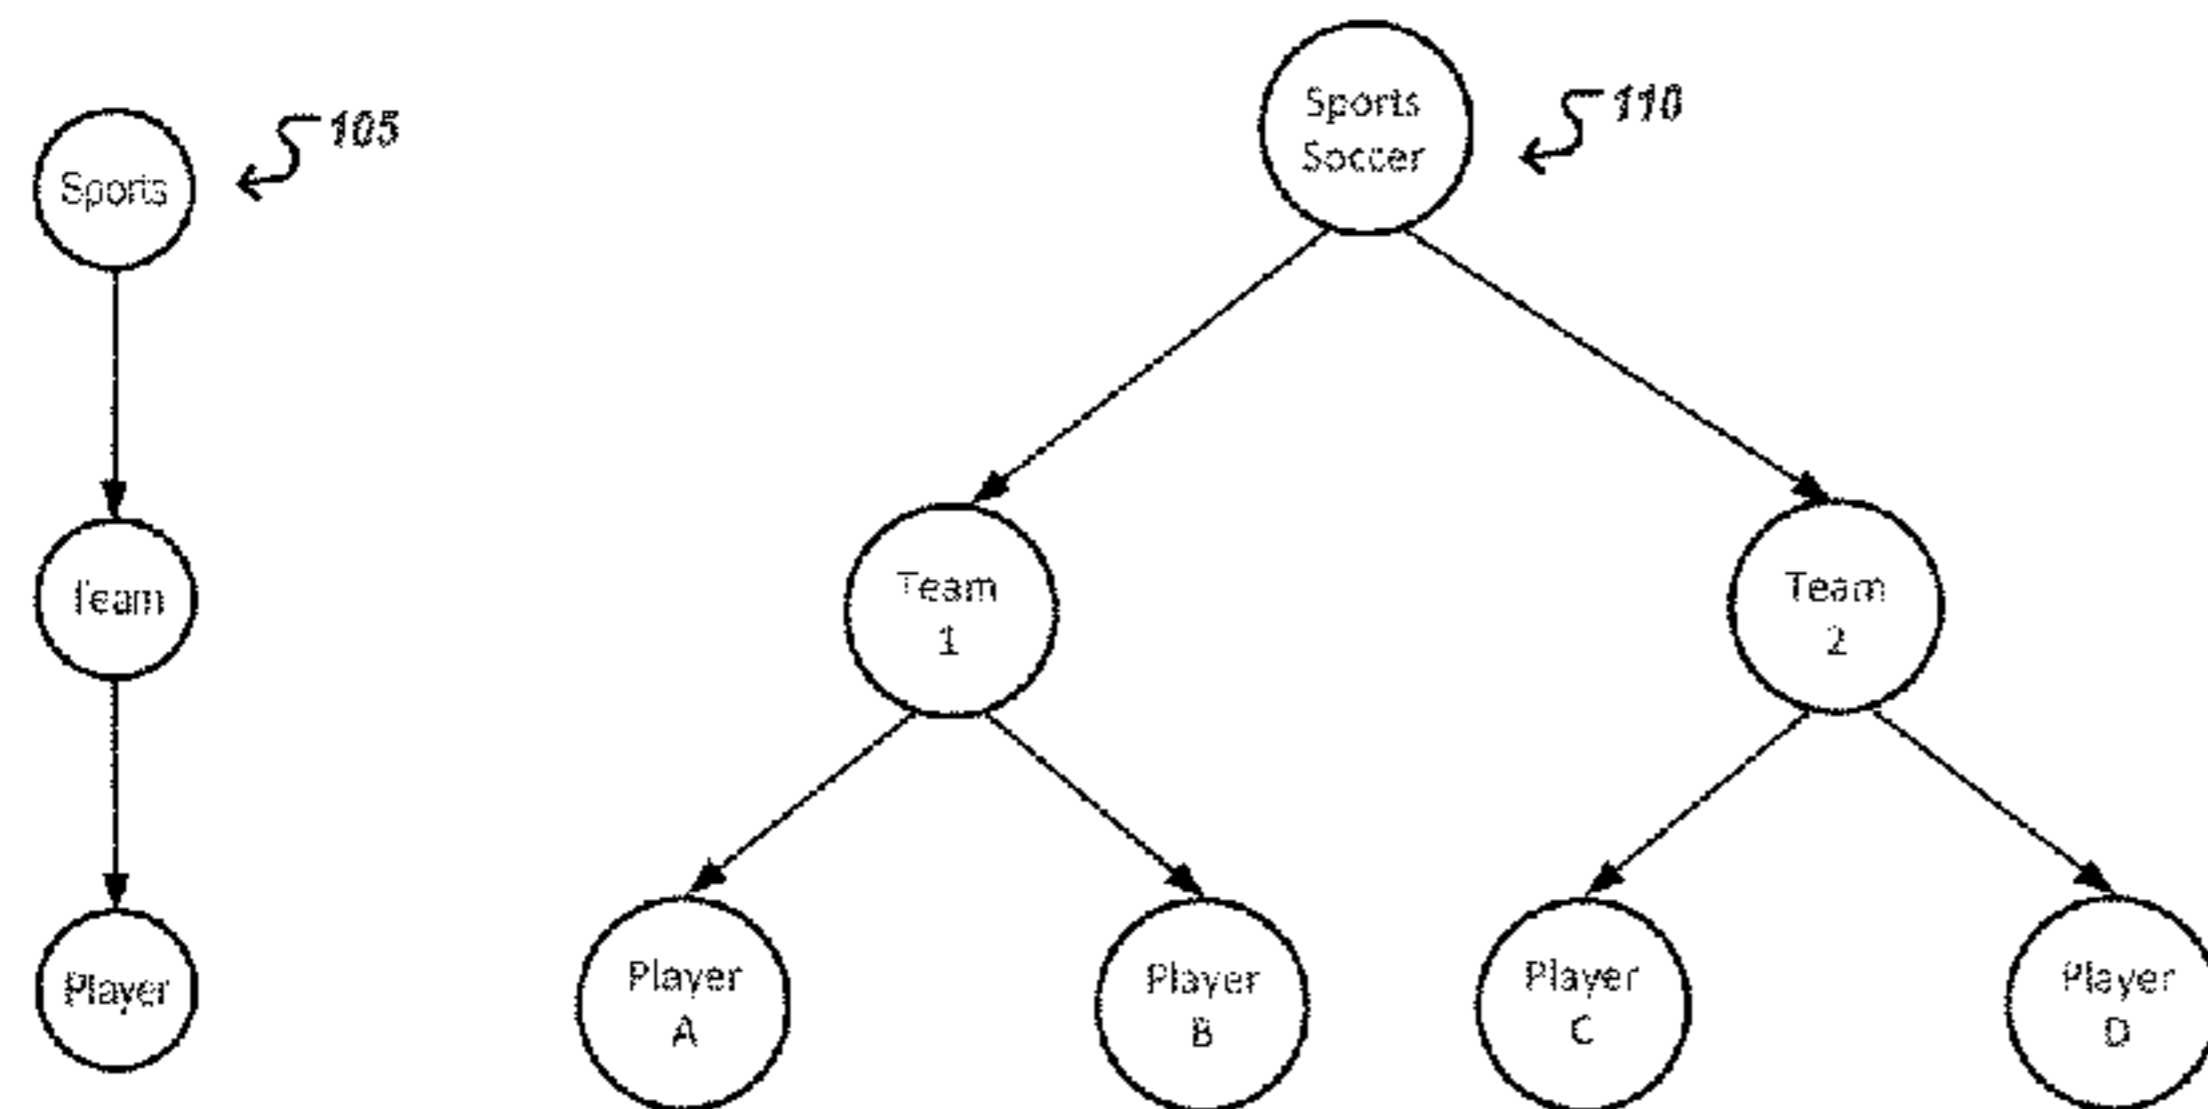 Sports
105
Sports
Soccer
110
Team
Team
1
Team
2
Player
Player
A
Player
B
Player
C
Player
D